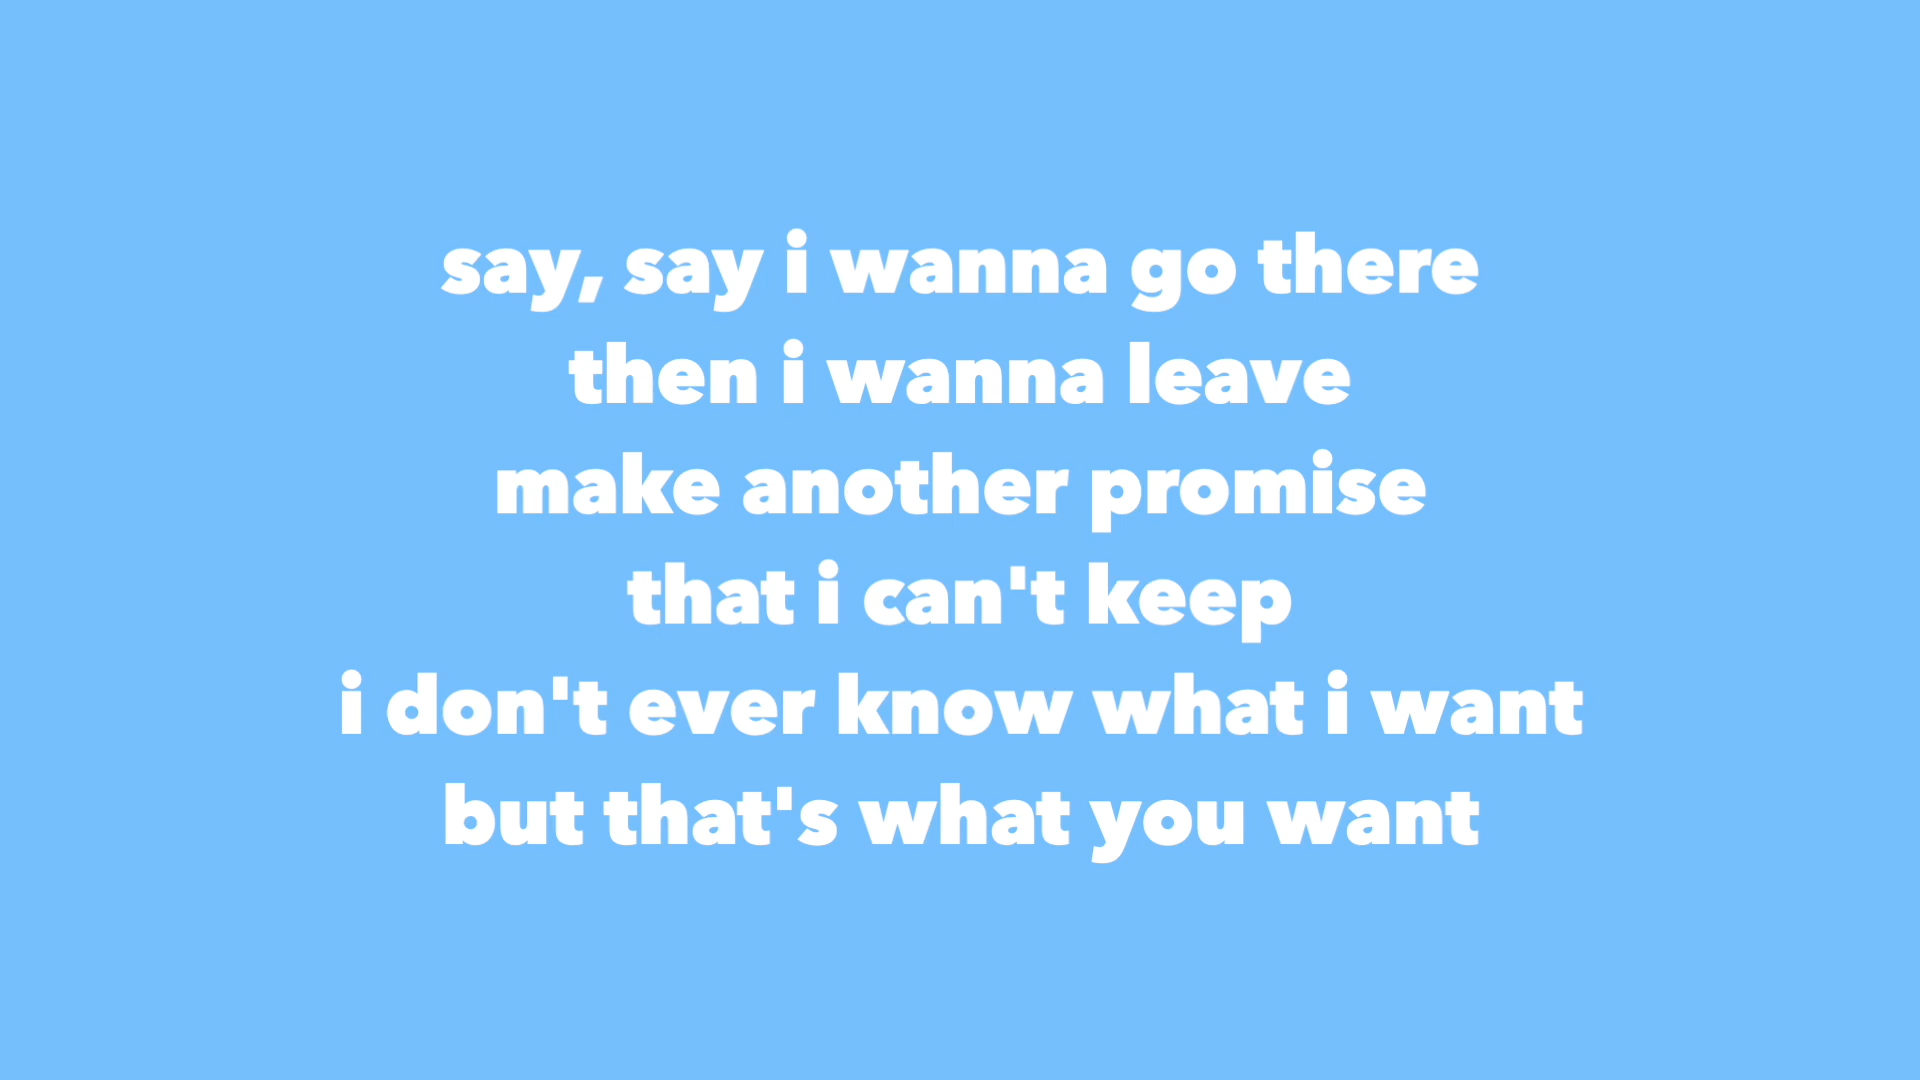 say, say i wanna go there
then i wanna leave
make another promise
that i can't keep
i don't ever know what i want
but that's what you want